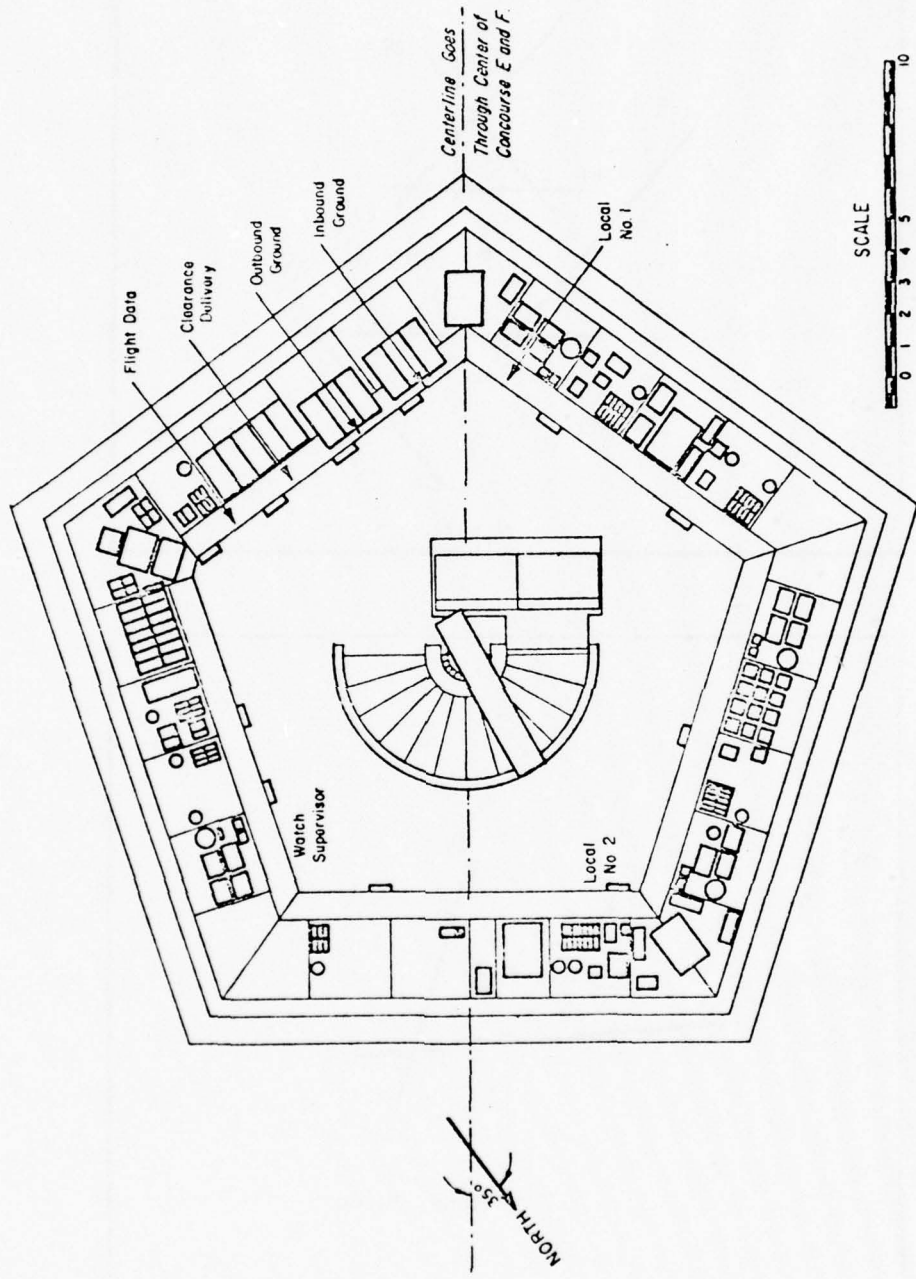 Centerline Goes
Through Center of
Concourse E and F.
Flight Data
Clearance
Delivery
Outbound
Ground
Inbound
Ground
Local
No. 1
Watch
Supervisor
Local
No 2
SCALE
0 1 2 3 4 5 10
35°
NORTH